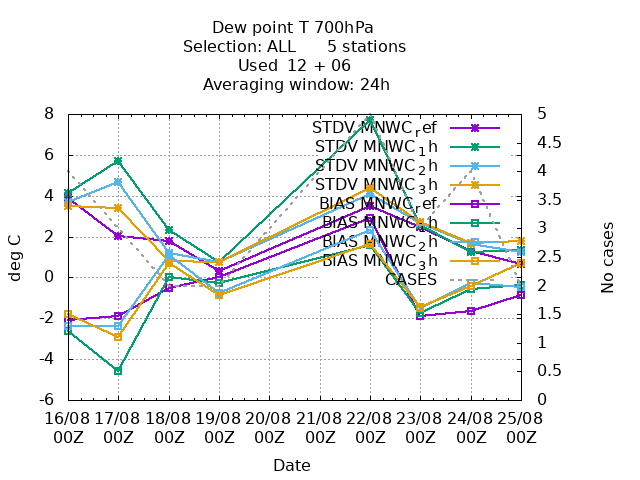 Dew point T 700hPa
Selection: ALL      5 stations
Used  12 + 06
Averaging window: 24h
8
6
4
2
0
-2
-4
-6
deg C
5
4.5
4
3.5
3
2.5
2
1.5
1
0.5
0
No cases
STDV MNWC_ref
STDV MNWC_1h
STDV MNWC_2h
STDV MNWC_3h
BIAS MNWC_ref
BIAS MNWC_1h
BIAS MNWC_2h
BIAS MNWC_3h
CASES
16/08 17/08 18/08 19/08 20/08 21/08 22/08 23/08 24/08 25/08
00Z 00Z 00Z 00Z 00Z 00Z 00Z 00Z 00Z 00Z
Date